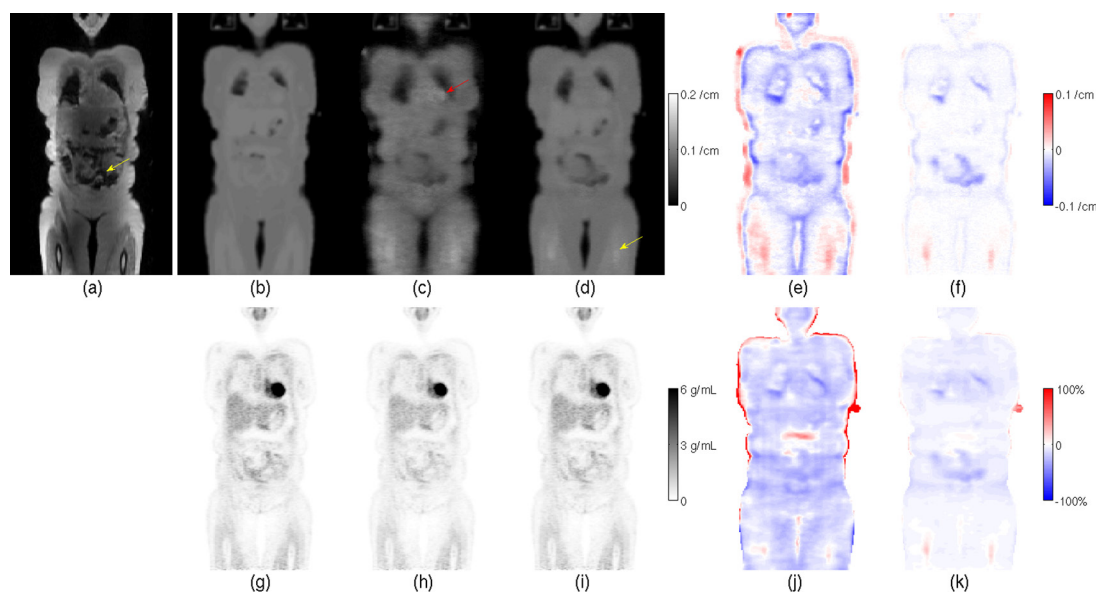 0.2 /cm
0.1 /cm
0
0.1 /cm
0
-0.1 /cm
(a)
(b)
(c)
(d)
(e)
(f)
6 g/mL
3 g/mL
0
100%
0
-100%
(g)
(h)
(i)
(j)
(k)